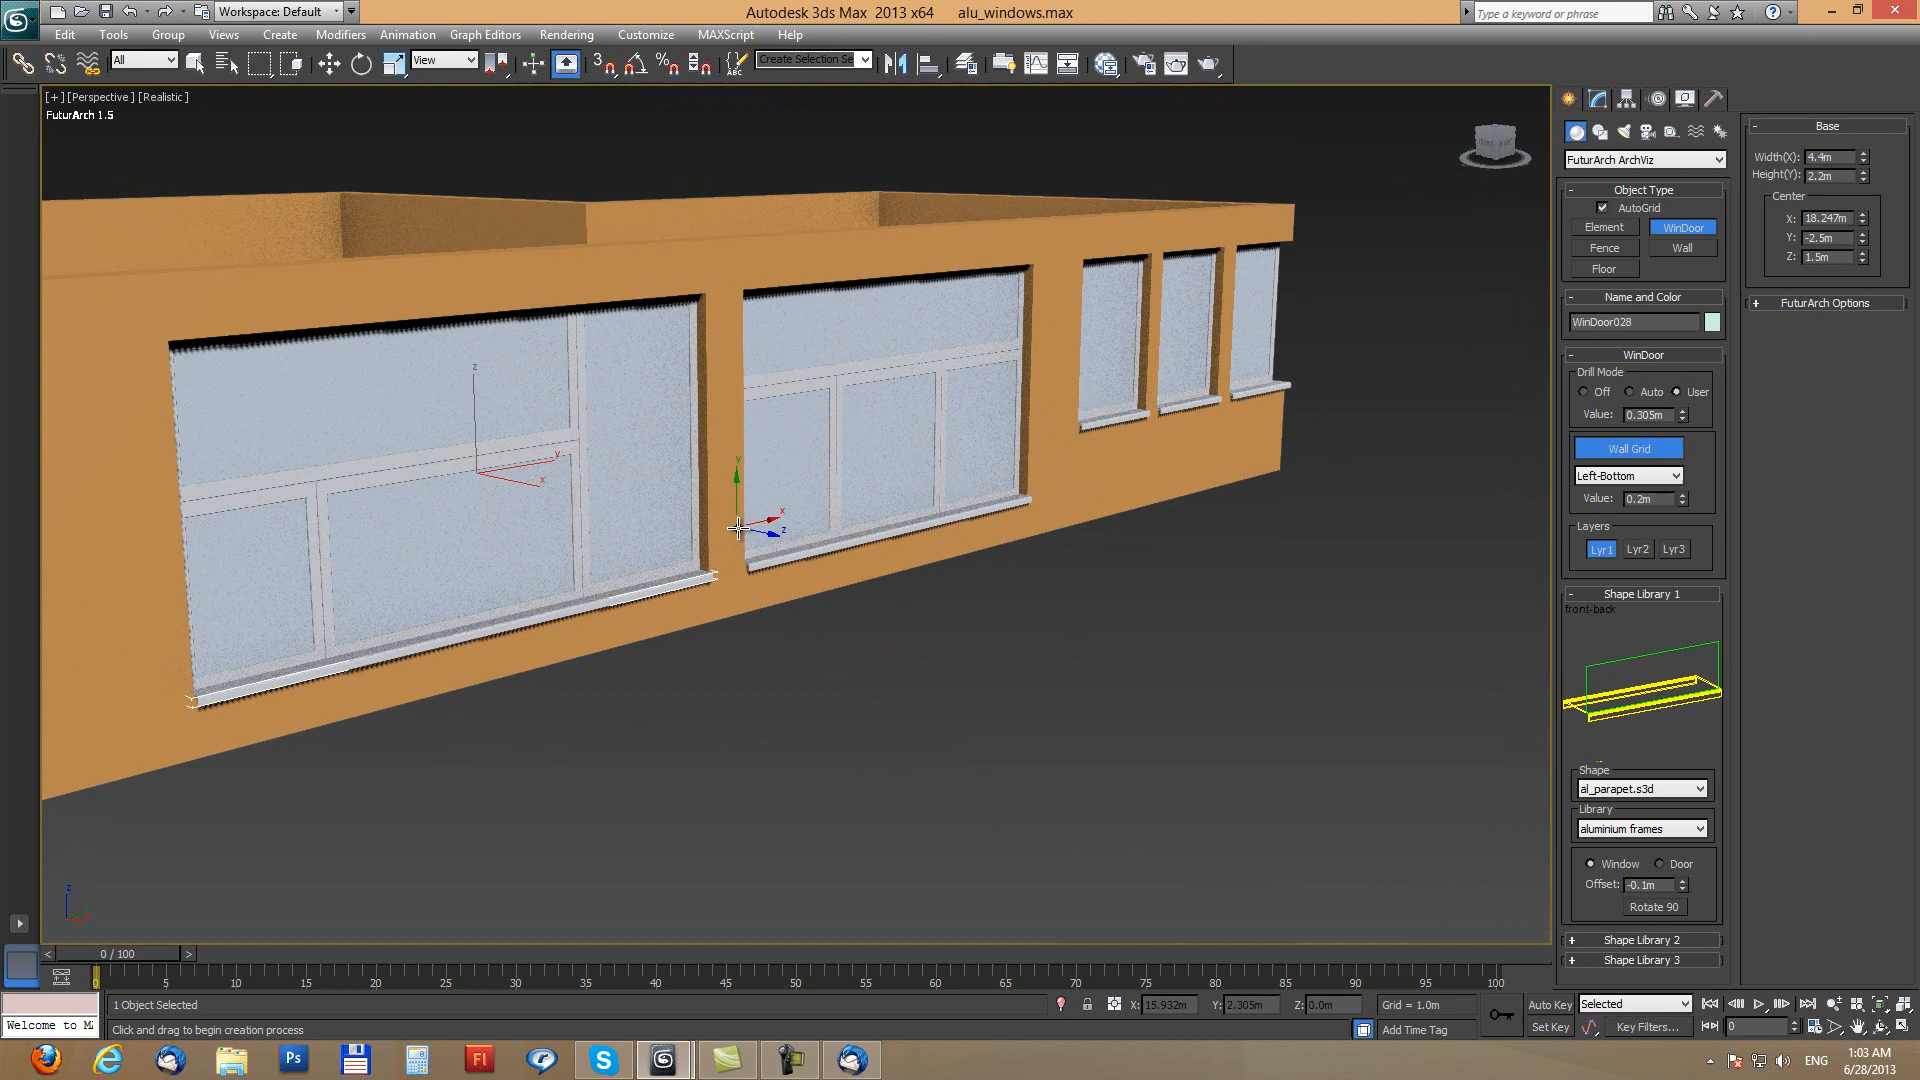 Workspace: Default
Autodesk 3ds Max  2013 x64     alu_windows.max
Type a keyword or phrase
Edit
Tools
Group
Views
Create
Modifiers
Animation
Graph Editors
Rendering
Customize
MAXScript
Help
All
View
3
ABC
Create Selection Se
[ + ] [Perspective ] [Realistic ]
FuturArch 1.5
FuturArch ArchViz
Object Type
AutoGrid
Element
WinDoor
Fence
Wall
Floor
Name and Color
WinDoor028
WinDoor
Drill Mode
Off
Auto
User
Value: 0.305m
Wall Grid
Left-Bottom
Value: 0.2m
Layers
Lyr1
Lyr2
Lyr3
Shape Library 1
front-back
Shape
al_parapet.s3d
Library
aluminium frames
Window
Door
Offset: -0.1m
Rotate 90
Shape Library 2
Shape Library 3
Base
Width(X): 4.4m
Height(Y): 2.2m
Center
X: 18.247m
Y: -2.5m
Z: 1.5m
FuturArch Options
z
y
x
y
x
z
z
0 / 100
0 5 10 15 20 25 30 35 40 45 50 55 60 65 70 75 80 85 90 95 100
1 Object Selected
X: 15.932m
Y: 2.305m
Z: 0.0m
Grid = 1.0m
Auto Key
Selected
Welcome to M
Click and drag to begin creation process
Add Time Tag
Set Key
Key Filters...
0
Ps
Fl
S
ENG
1:03 AM
6/28/2013